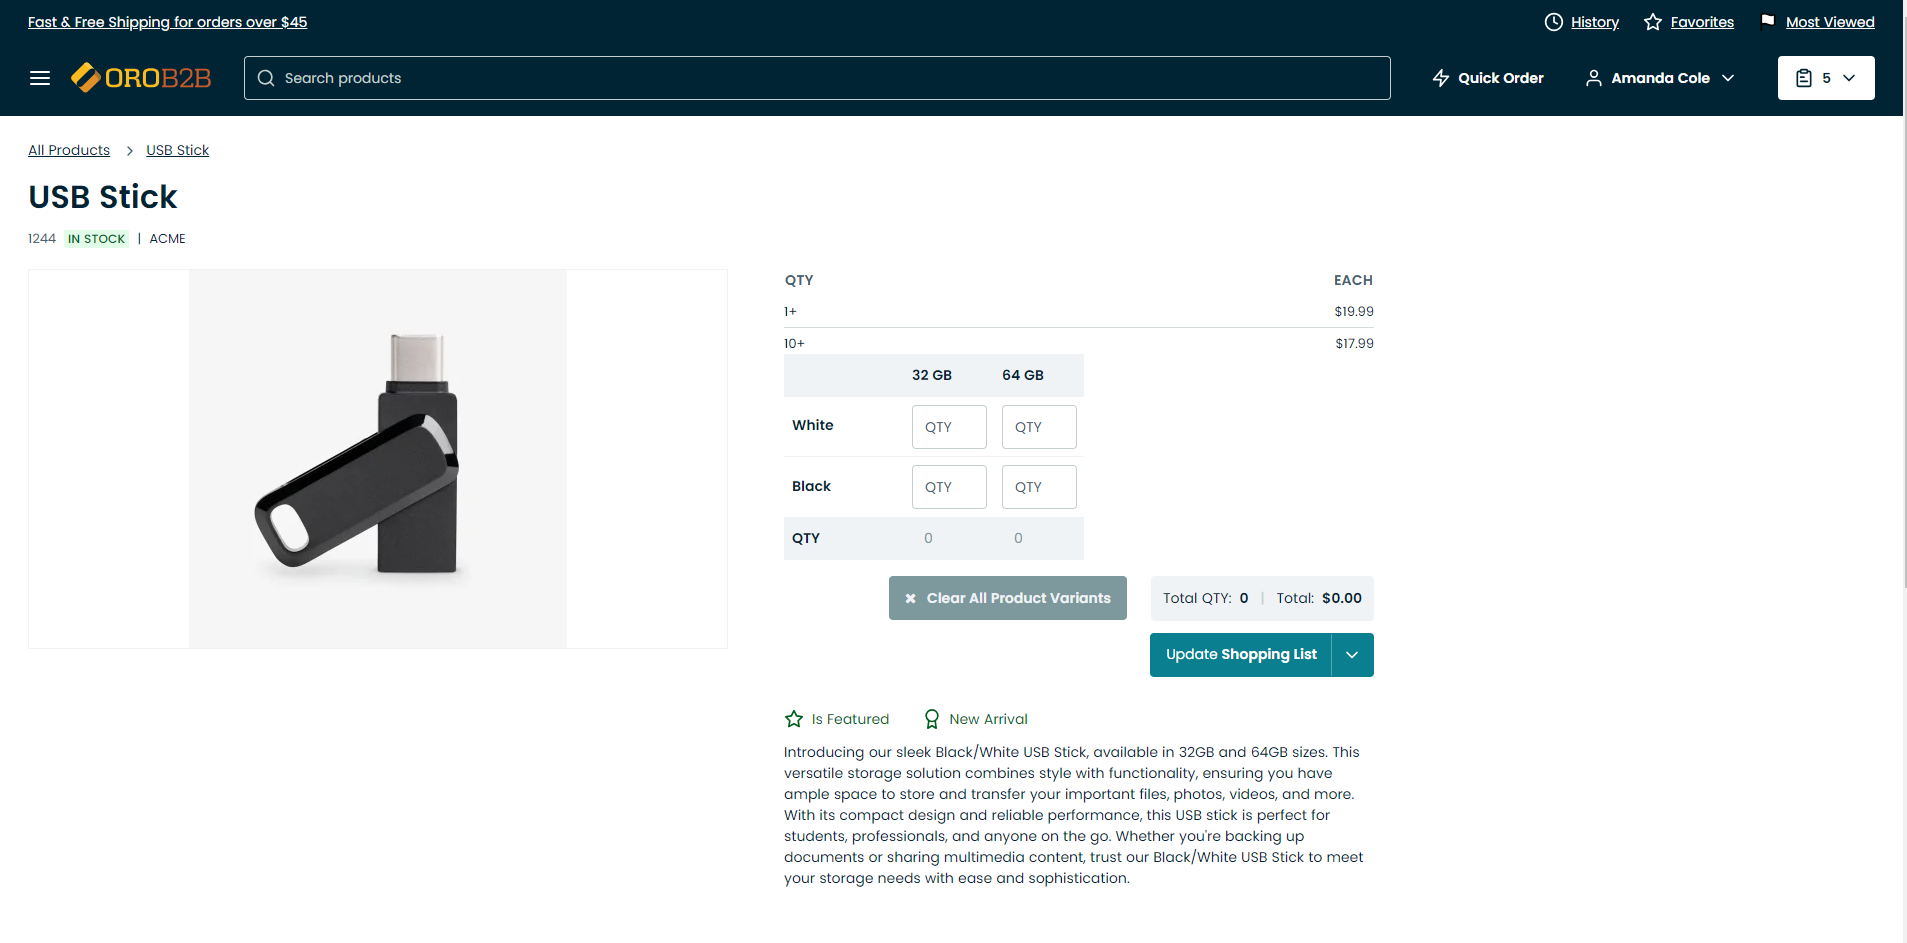 Fast & Free Shipping for orders over $45
History
Favorites
Most Viewed
OROB2B
Search products
Quick Order
Amanda Cole
5
All Products > USB Stick
USB Stick
1244 IN STOCK | ACME
QTY EACH
1+ $19.99
10+ $17.99
32 GB 64 GB
White QTY QTY
Black QTY QTY
QTY 0 0
Clear All Product Variants
Total QTY: 0 | Total: $0.00
Update Shopping List
Is Featured New Arrival
Introducing our sleek Black/White USB Stick, available in 32GB and 64GB sizes. This
versatile storage solution combines style with functionality, ensuring you have
ample space to store and transfer your important files, photos, videos, and more.
With its compact design and reliable performance, this USB stick is perfect for
students, professionals, and anyone on the go. Whether you're backing up
documents or sharing multimedia content, trust our Black/White USB Stick to meet
your storage needs with ease and sophistication.